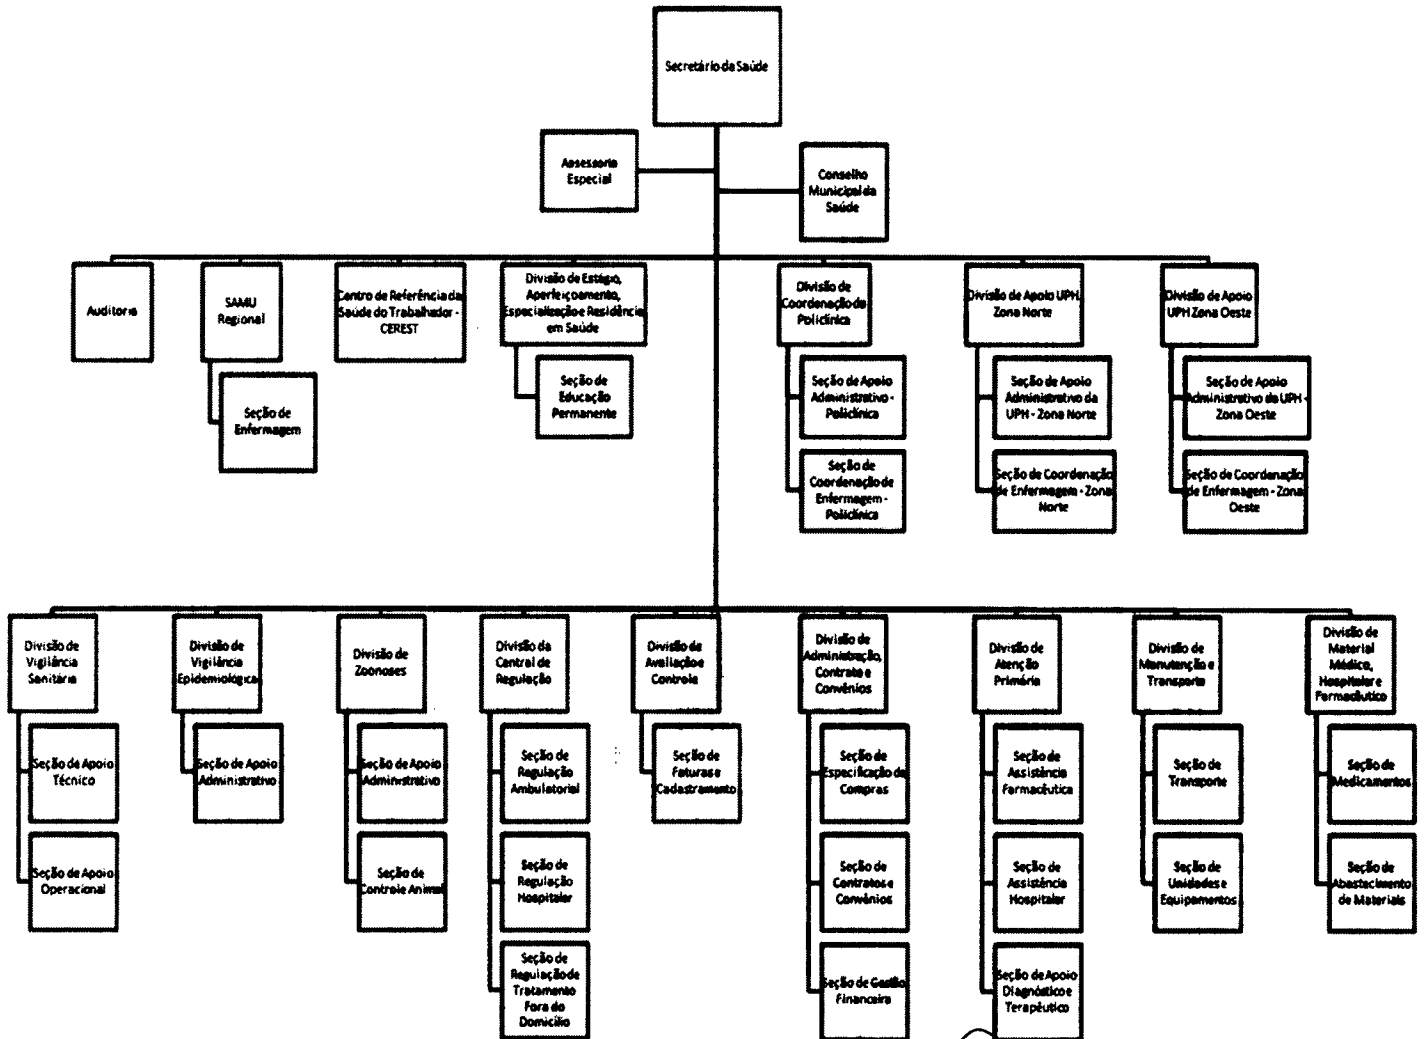 Secretário da Saúde
Assessoria
Especial
Conselho
Municipal da
Saúde
Auditoria
SAMU
Regional
Centro de Referência da
Saúde do Trabalhador -
CEREST
Divisão de Estágio,
Aperfeiçoamento,
Especialização e Residência
em Saúde
Divisão de
Coordenação da
Policlínica
Divisão de Apoio UPH
Zona Norte
Divisão de Apoio
UPH Zona Oeste
Seção de
Enfermagem
Seção de
Educação
Permanente
Seção de Apoio
Administrativo -
Policlínica
Seção de Apoio
Administrativo da
UPH - Zona Norte
Seção de Apoio
Administrativo da UPH -
Zona Oeste
Seção de
Coordenação de
Enfermagem -
Policlínica
Seção de Coordenação
de Enfermagem - Zona
Norte
Seção de Coordenação
de Enfermagem - Zona
Oeste
Divisão de
Vigilância
Sanitária
Divisão de
Vigilância
Epidemiológica
Divisão de
Zoonoses
Divisão da
Central de
Regulação
Divisão de
Avaliação e
Controle
Divisão de
Administração,
Contrato e
Convênios
Divisão de
Atenção
Primária
Divisão de
Manutenção e
Transporte
Divisão de
Material
Médico,
Hospitalar e
Farmacêutico
Seção de Apoio
Técnico
Seção de Apoio
Administrativo
Seção de Apoio
Administrativo
Seção de
Regulação
Ambulatorial
Seção de
Faturas e
Cadastramento
Seção de
Especificação de
Compras
Seção de
Assistência
Farmacêutica
Seção de
Transporte
Seção de
Medicamentos
Seção de Apoio
Operacional
Seção de
Controle Animal
Seção de
Regulação
Hospitalar
Seção de
Contratos e
Convênios
Seção de
Assistência
Hospitalar
Seção de
Unidades e
Equipamentos
Seção de
Abastecimento
de Materiais
Seção de
Regulação de
Tratamento
Fora do
Domicílio
Seção de Gestão
Financeira
Seção de Apoio
Diagnóstico e
Terapêutico